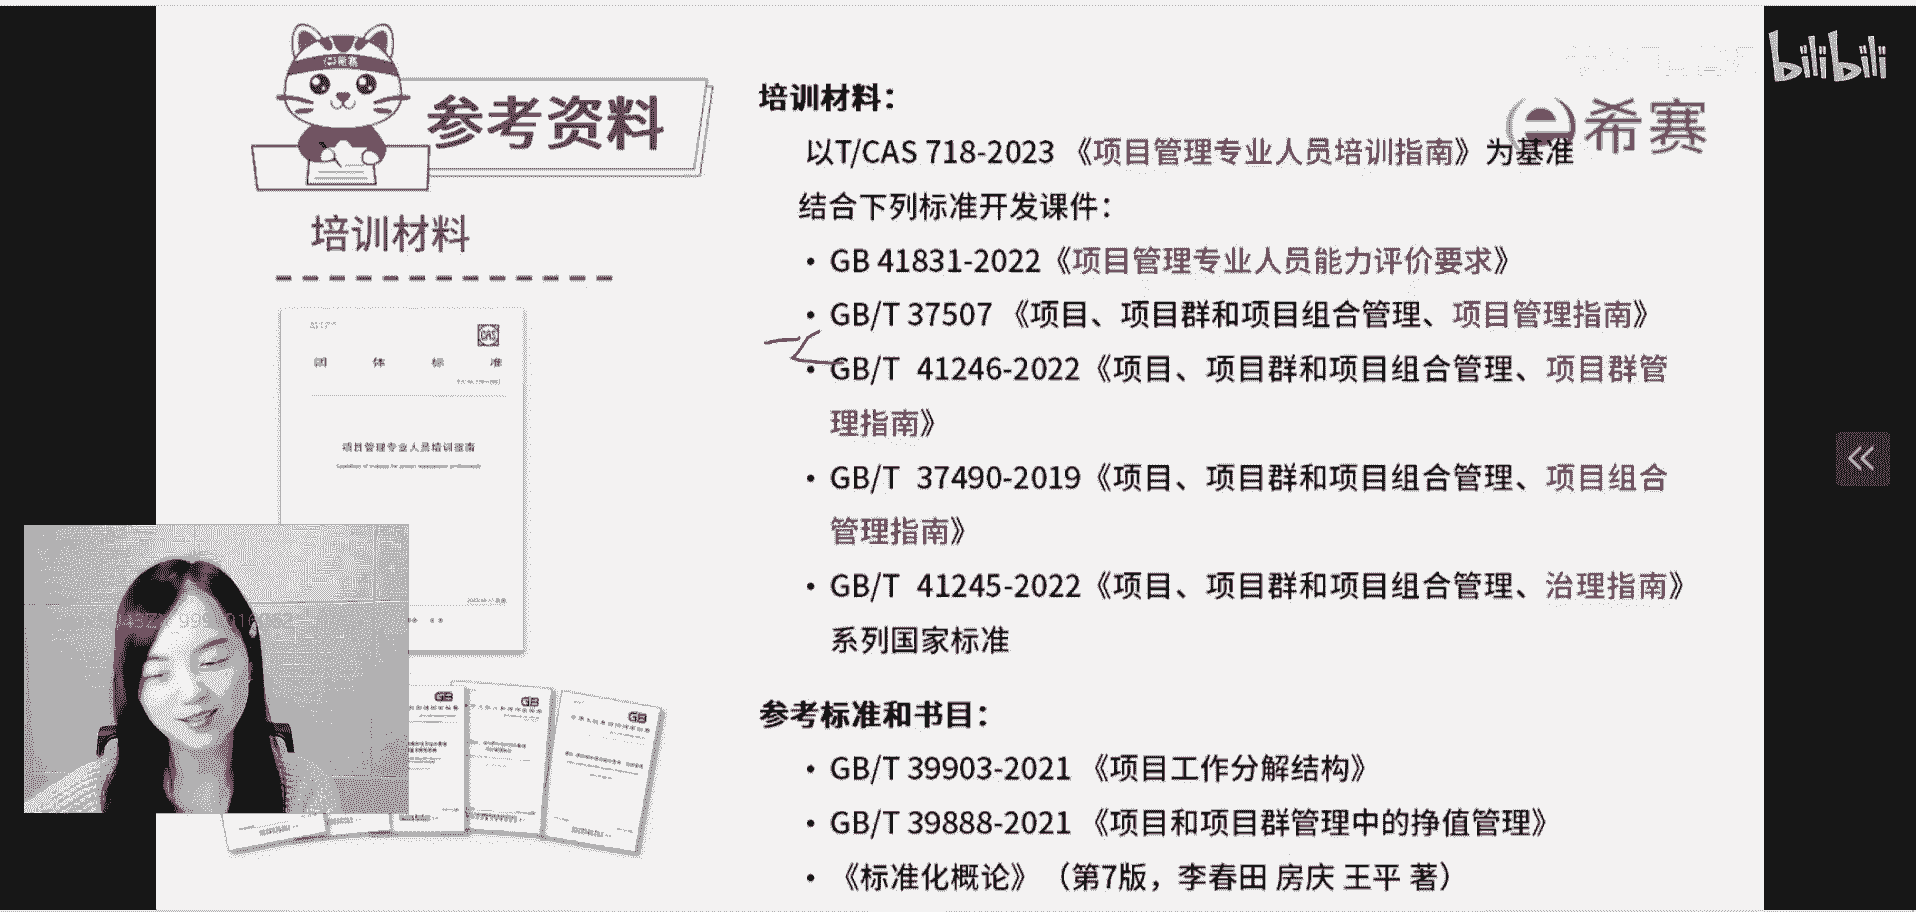 bilibili
希赛
参考资料
希赛
培训材料
团体标准
项目管理专业人员培训指南
培训材料：
以T/CAS 718-2023 《项目管理专业人员培训指南》为基准
结合下列标准开发课件：
• GB 41831-2022《项目管理专业人员能力评价要求》
• GB/T 37507 《项目、项目群和项目组合管理、项目管理指南》
• GB/T 41246-2022《项目、项目群和项目组合管理、项目群管
理指南》
• GB/T 37490-2019《项目、项目群和项目组合管理、项目组合
管理指南》
• GB/T 41245-2022《项目、项目群和项目组合管理、治理指南》
系列国家标准
参考标准和书目：
• GB/T 39903-2021 《项目工作分解结构》
• GB/T 39888-2021 《项目和项目群管理中的挣值管理》
• 《标准化概论》（第7版，李春田 房庆 王平 著）
GB
GB
GB